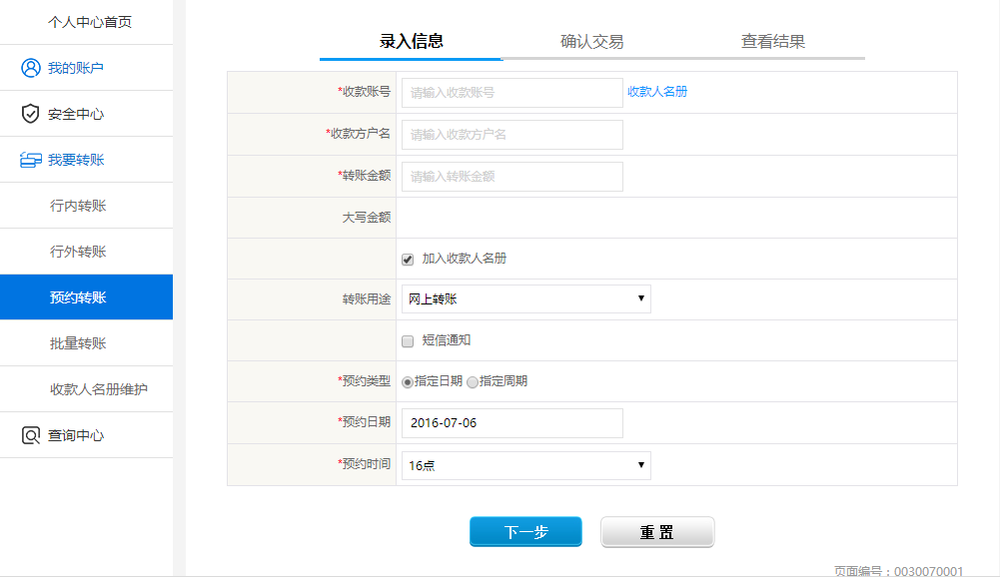 个人中心首页
我的账户
安全中心
我要转账
行内转账
行外转账
预约转账
批量转账
收款人名册维护
查询中心
录入信息 确认交易 查看结果
*收款账号 请输入收款账号 收款人名册
*收款方户名 请输入收款方户名
*转账金额 请输入转账金额
大写金额
加入收款人名册
转账用途 网上转账
短信通知
*预约类型 指定日期 指定周期
*预约日期 2016-07-06
*预约时间 16点
下一步 重 置
页面编号：0030070001